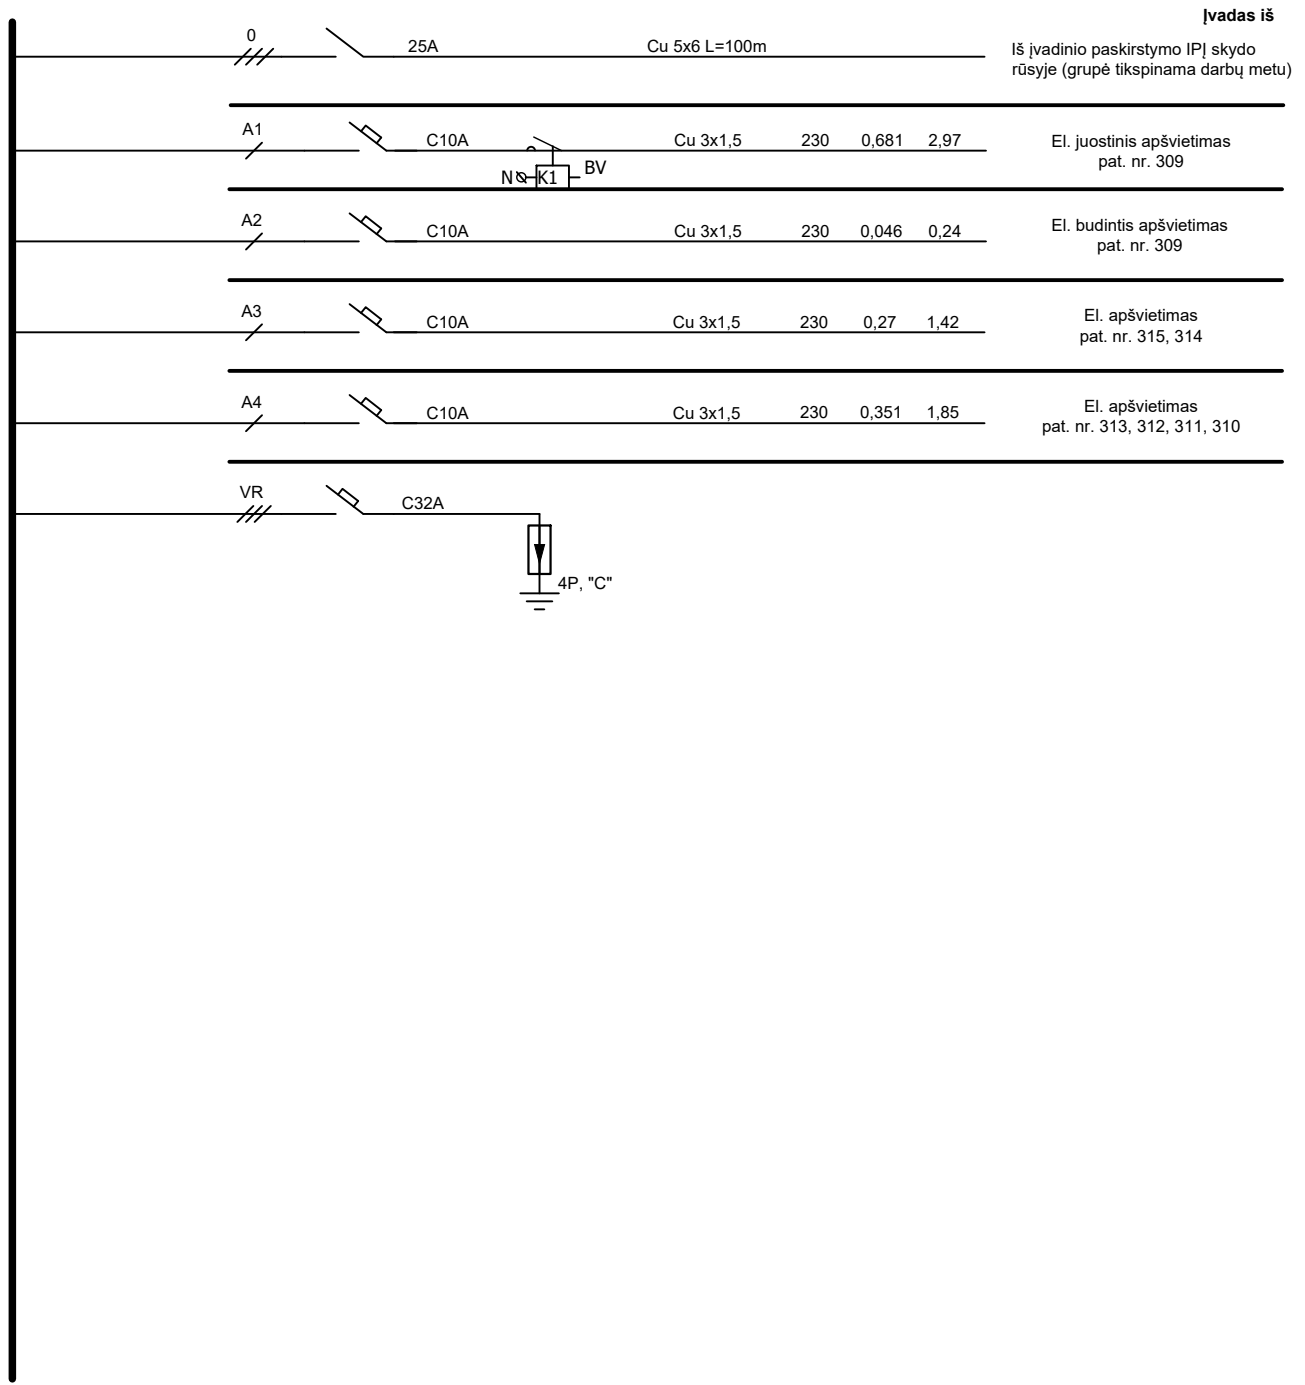 Įvadas iš
0
25A
Cu 5x6 L=100m
Iš įvadinio paskirstymo IPĮ skydo
rūsyje (grupė tikspinama darbų metu)
A1
C10A
Cu 3x1,5
230
0,681
2,97
El. juostinis apšvietimas
pat. nr. 309
N
K1
BV
A2
C10A
Cu 3x1,5
230
0,046
0,24
El. budintis apšvietimas
pat. nr. 309
A3
C10A
Cu 3x1,5
230
0,27
1,42
El. apšvietimas
pat. nr. 315, 314
A4
C10A
Cu 3x1,5
230
0,351
1,85
El. apšvietimas
pat. nr. 313, 312, 311, 310
VR
C32A
4P, "C"